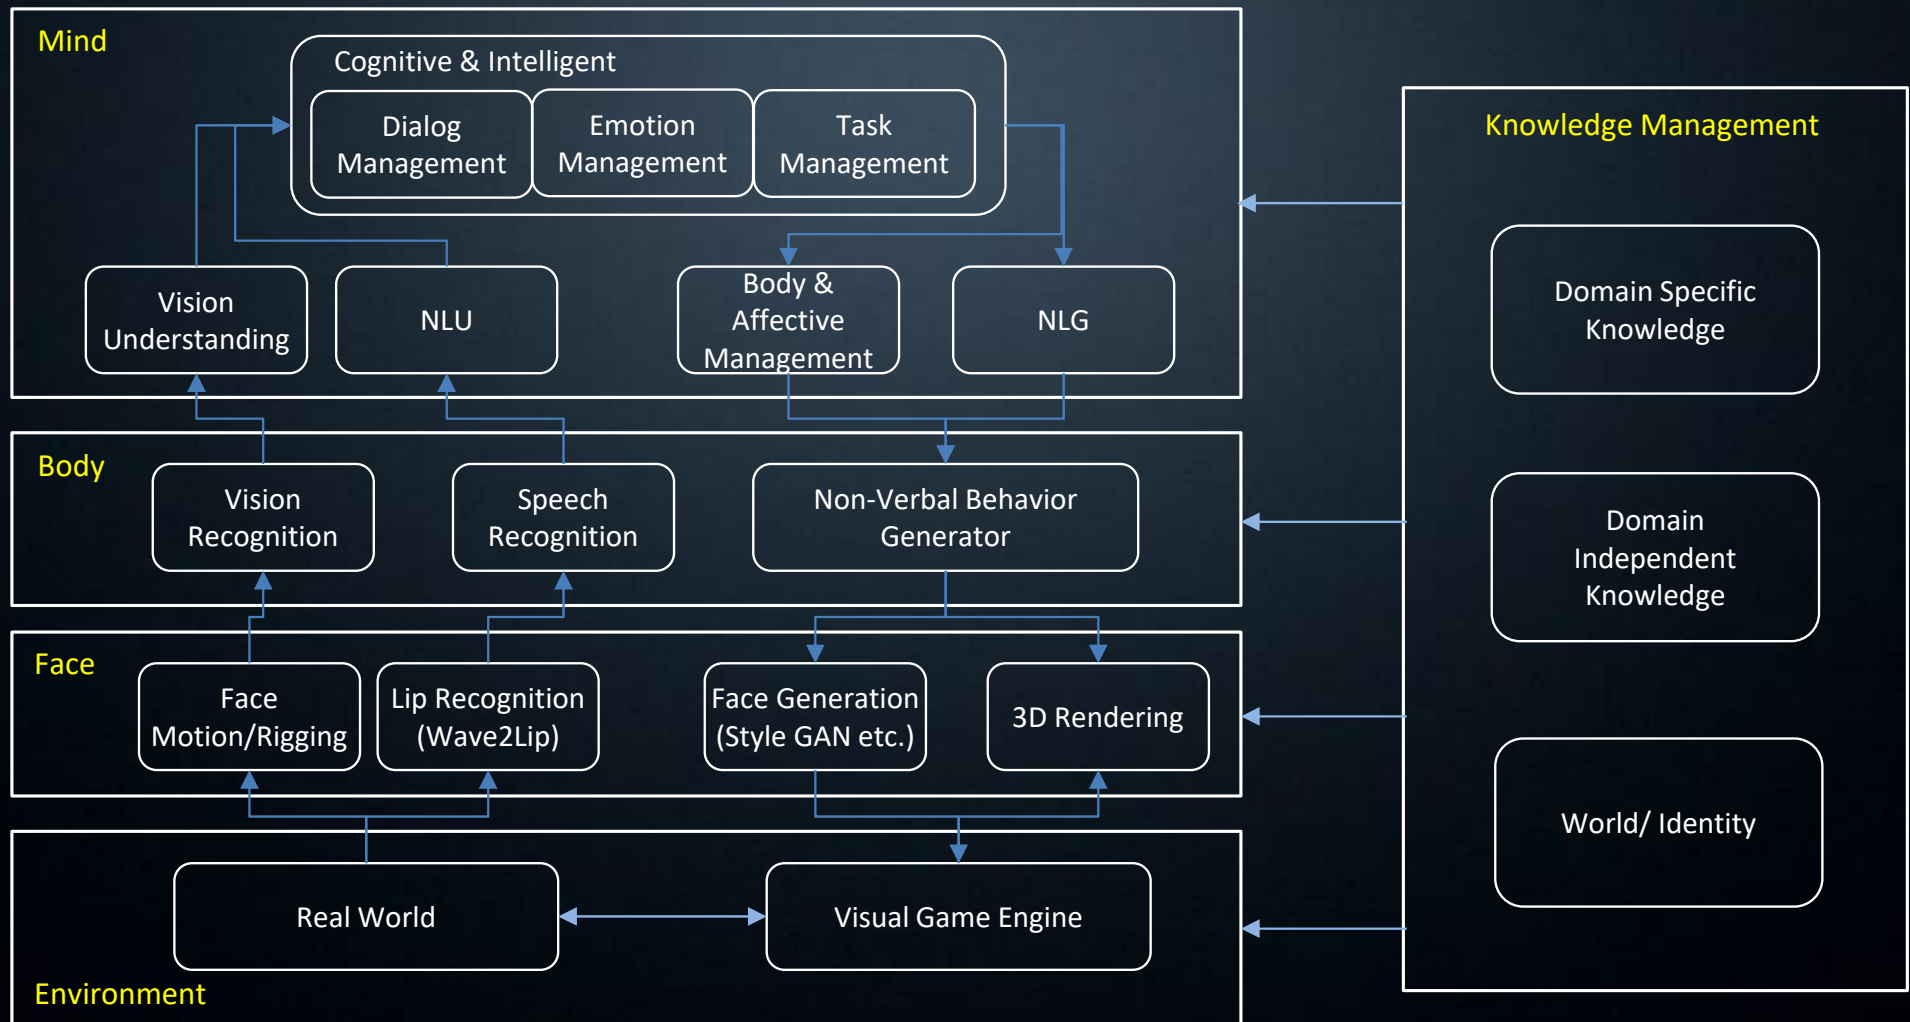 Mind
Cognitive & Intelligent
Dialog
Management
Emotion
Management
Task
Management
Vision
Understanding
NLU
Body &
Affective
Management
NLG
Body
Vision
Recognition
Speech
Recognition
Non-Verbal Behavior
Generator
Face
Face
Motion/Rigging
Lip Recognition
(Wave2Lip)
Face Generation
(Style GAN etc.)
3D Rendering
Real World
Visual Game Engine
Environment
Knowledge Management
Domain Specific
Knowledge
Domain
Independent
Knowledge
World/ Identity